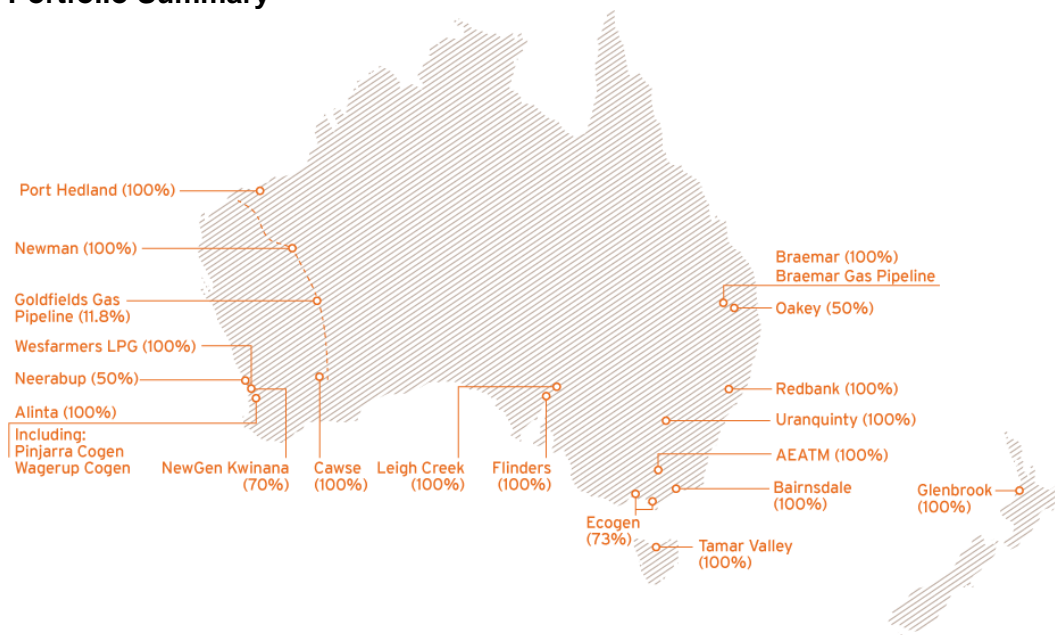 Portfolio Summary
Port Hedland (100%)
Newman (100%)
Goldfields Gas
Pipeline (11.8%)
Wesfarmers LPG (100%)
Neerabup (50%)
Alinta (100%)
Including:
Pinjarra Cogen
Wagerup Cogen
NewGen Kwinana
(70%)
Cawse
(100%)
Leigh Creek
(100%)
Flinders
(100%)
Braemar (100%)
Braemar Gas Pipeline
Oakey (50%)
Redbank (100%)
Uranquinty (100%)
AEATM (100%)
Bairnsdale
(100%)
Ecogen
(73%)
Tamar Valley
(100%)
Glenbrook
(100%)